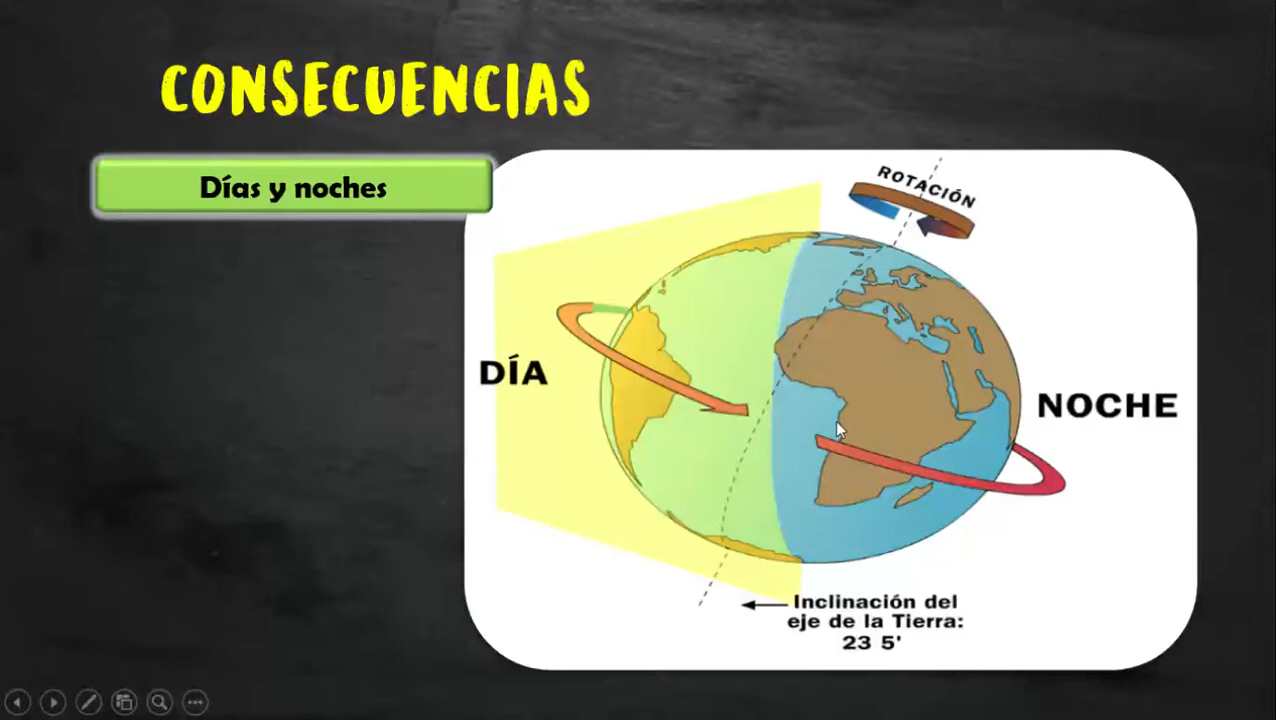 CONSECUENCIAS
Días y noches
ROTACIÓN
DÍA
NOCHE
Inclinación del
eje de la Tierra:
23 5'